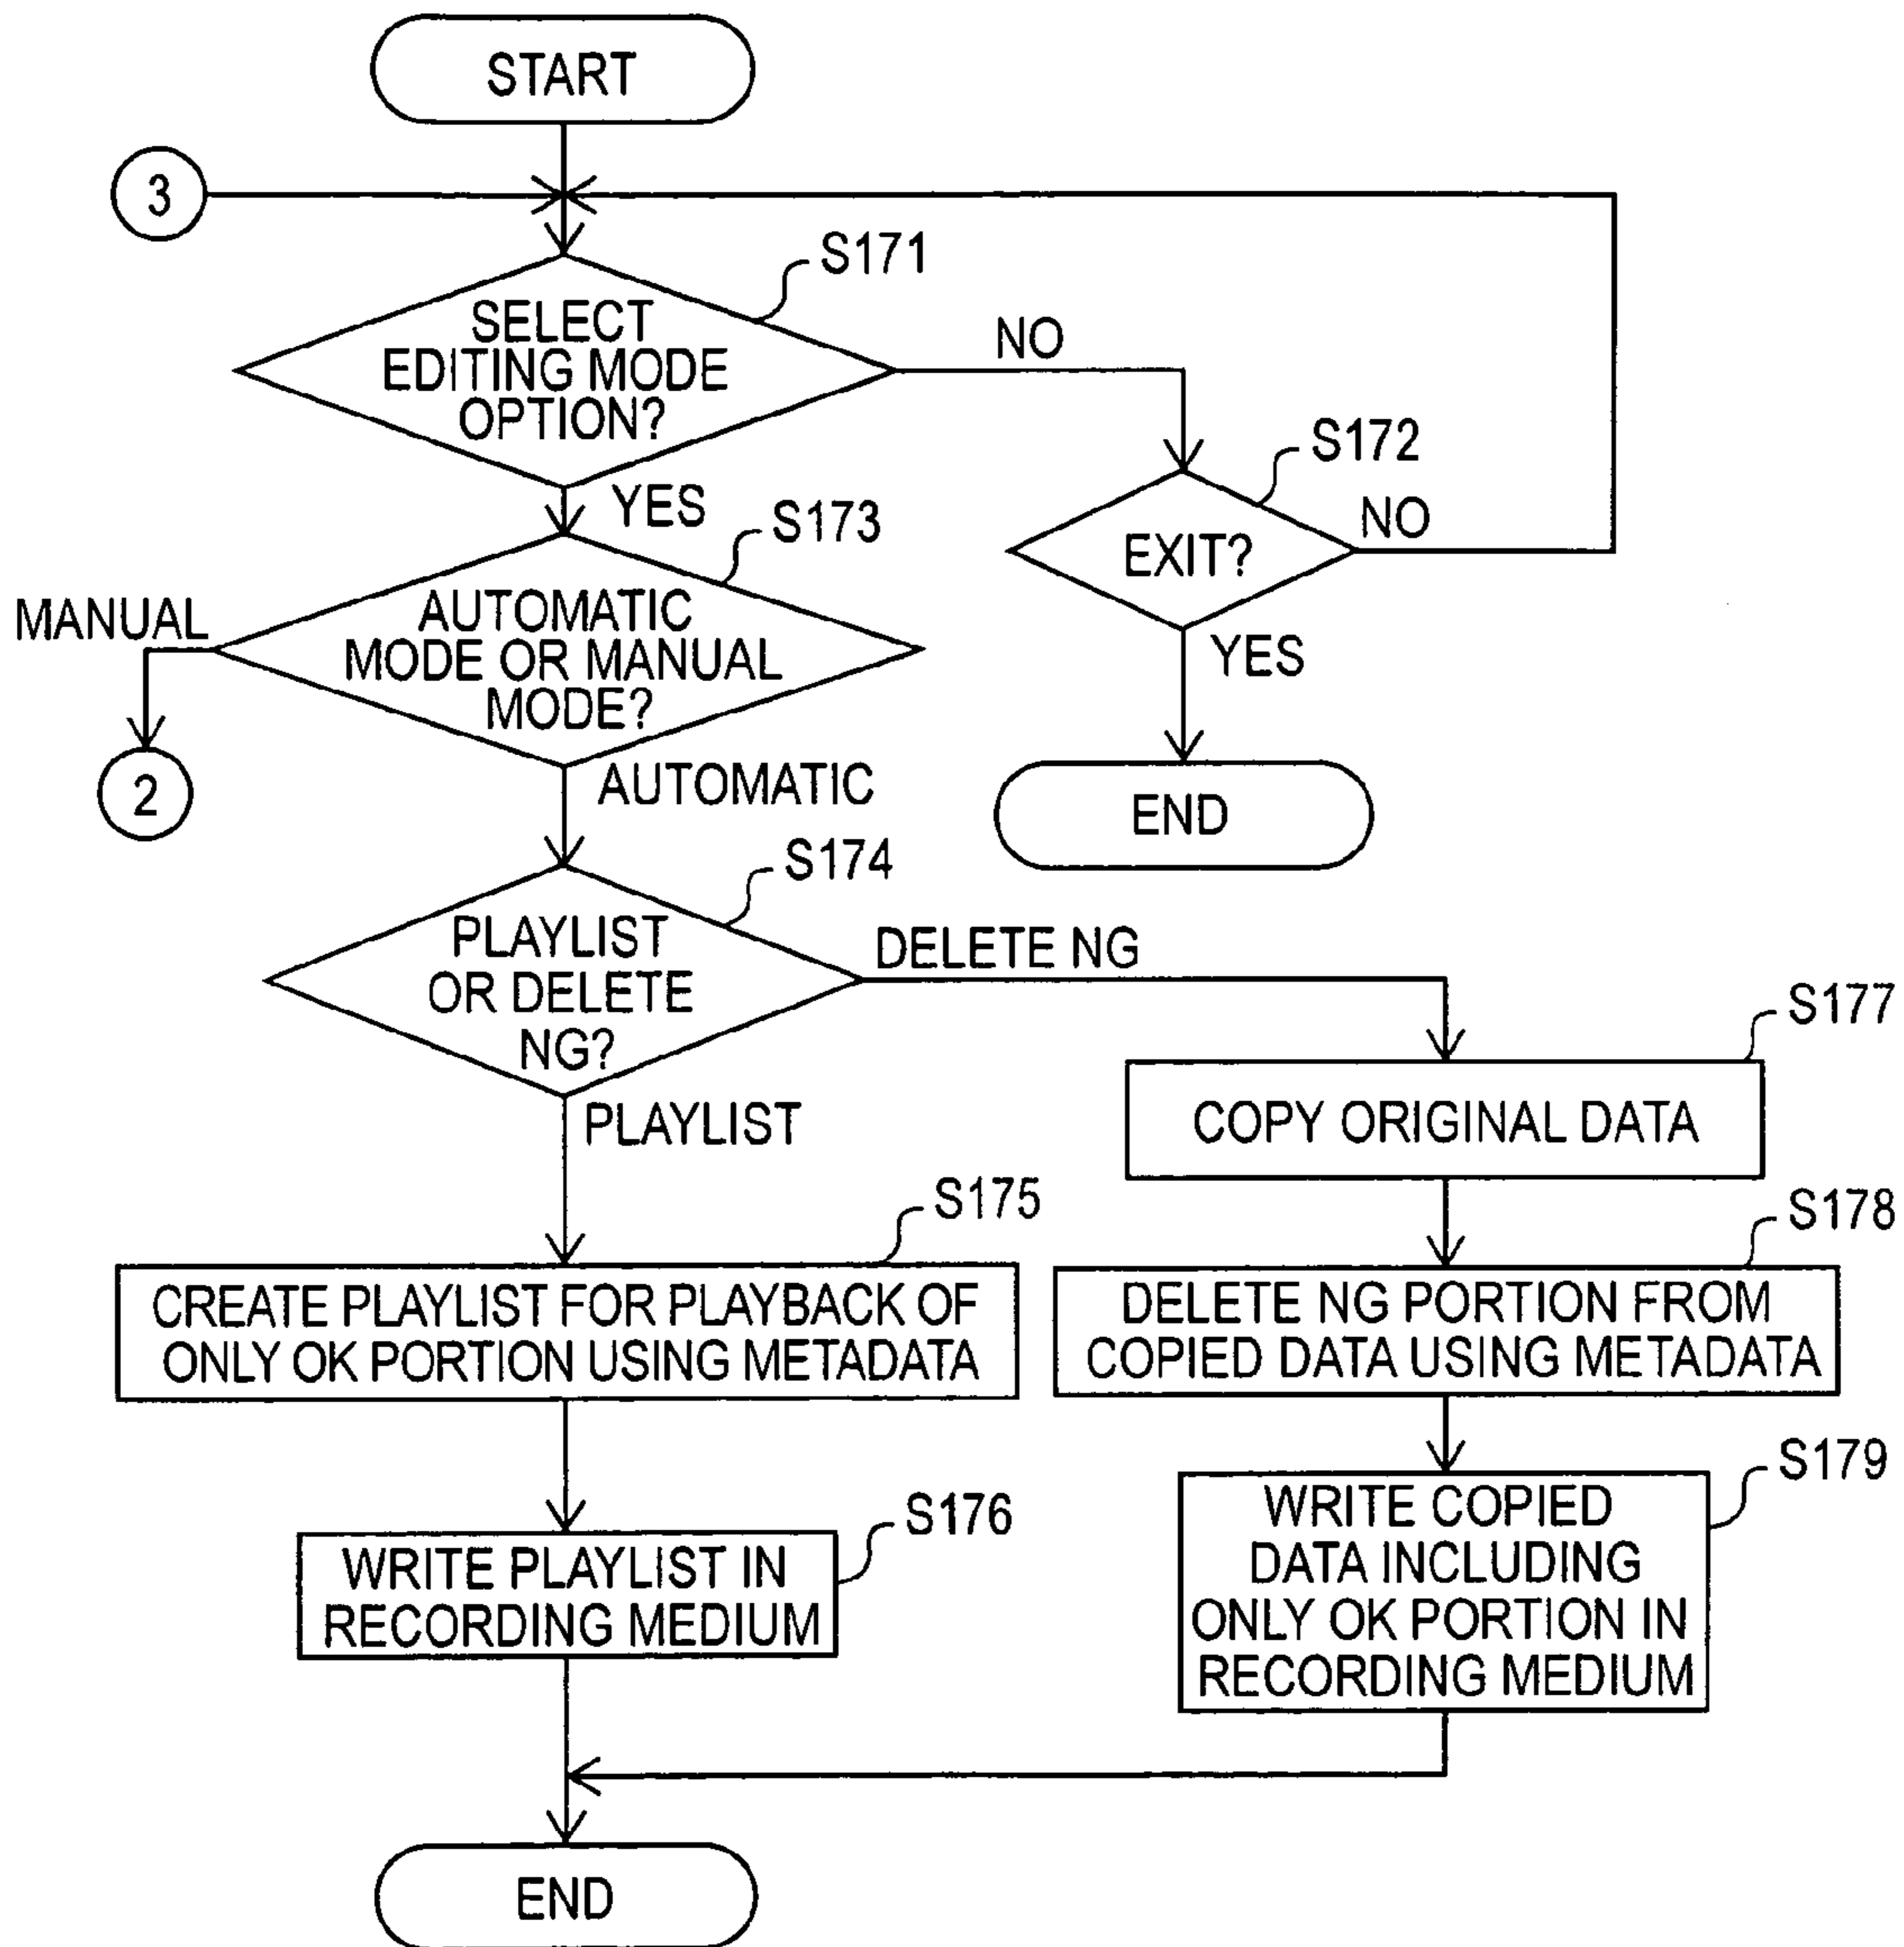 START
3
S171
SELECT
EDITING MODE
OPTION?
NO
S172
EXIT?
NO
YES
END
YES
S173
AUTOMATIC
MODE OR MANUAL
MODE?
MANUAL
2
AUTOMATIC
S174
PLAYLIST
OR DELETE
NG?
DELETE NG
PLAYLIST
S177
COPY ORIGINAL DATA
S175
CREATE PLAYLIST FOR PLAYBACK OF
ONLY OK PORTION USING METADATA
S178
DELETE NG PORTION FROM
COPIED DATA USING METADATA
S176
WRITE PLAYLIST IN
RECORDING MEDIUM
S179
WRITE COPIED
DATA INCLUDING
ONLY OK PORTION IN
RECORDING MEDIUM
END